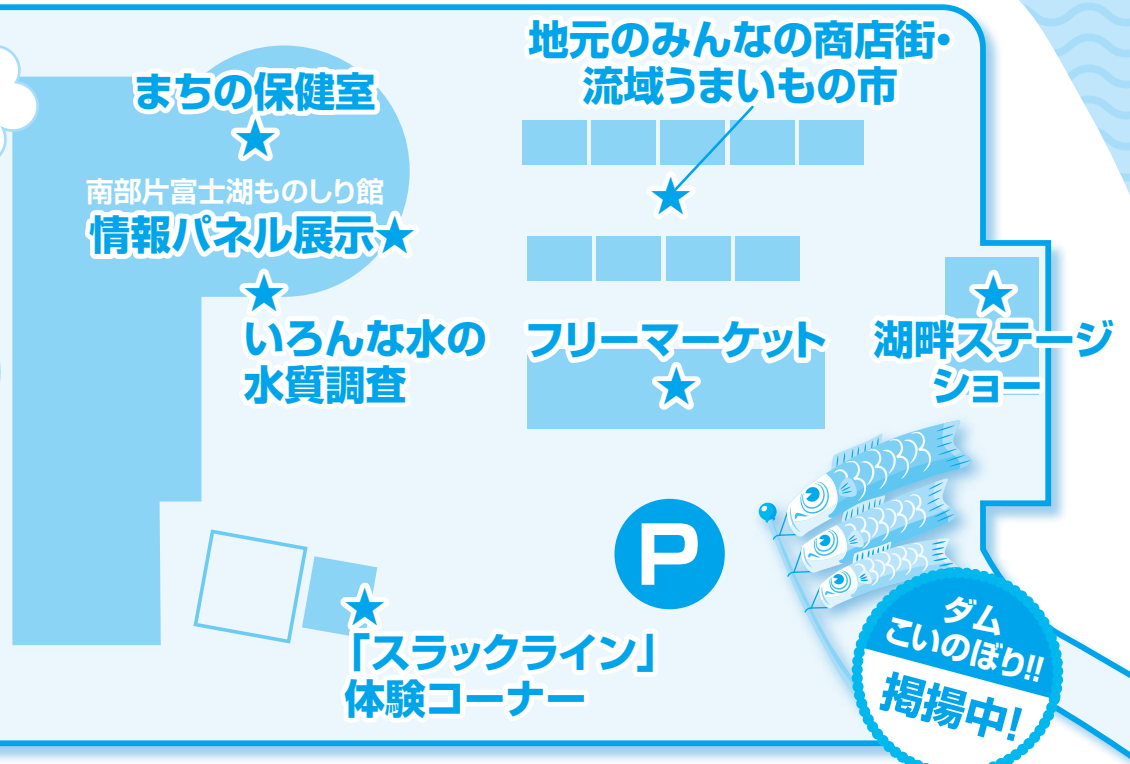 地元のみんなの商店街・
流域うまいもの市
まちの保健室
★
★
南部片富士湖ものしり館
情報パネル展示★
★
★
いろんな水の
水質調査
フリーマーケット
★
湖畔ステージ
ショー
P
★
「スラックライン」
体験コーナー
ダム
こいのぼり!!
掲揚中!